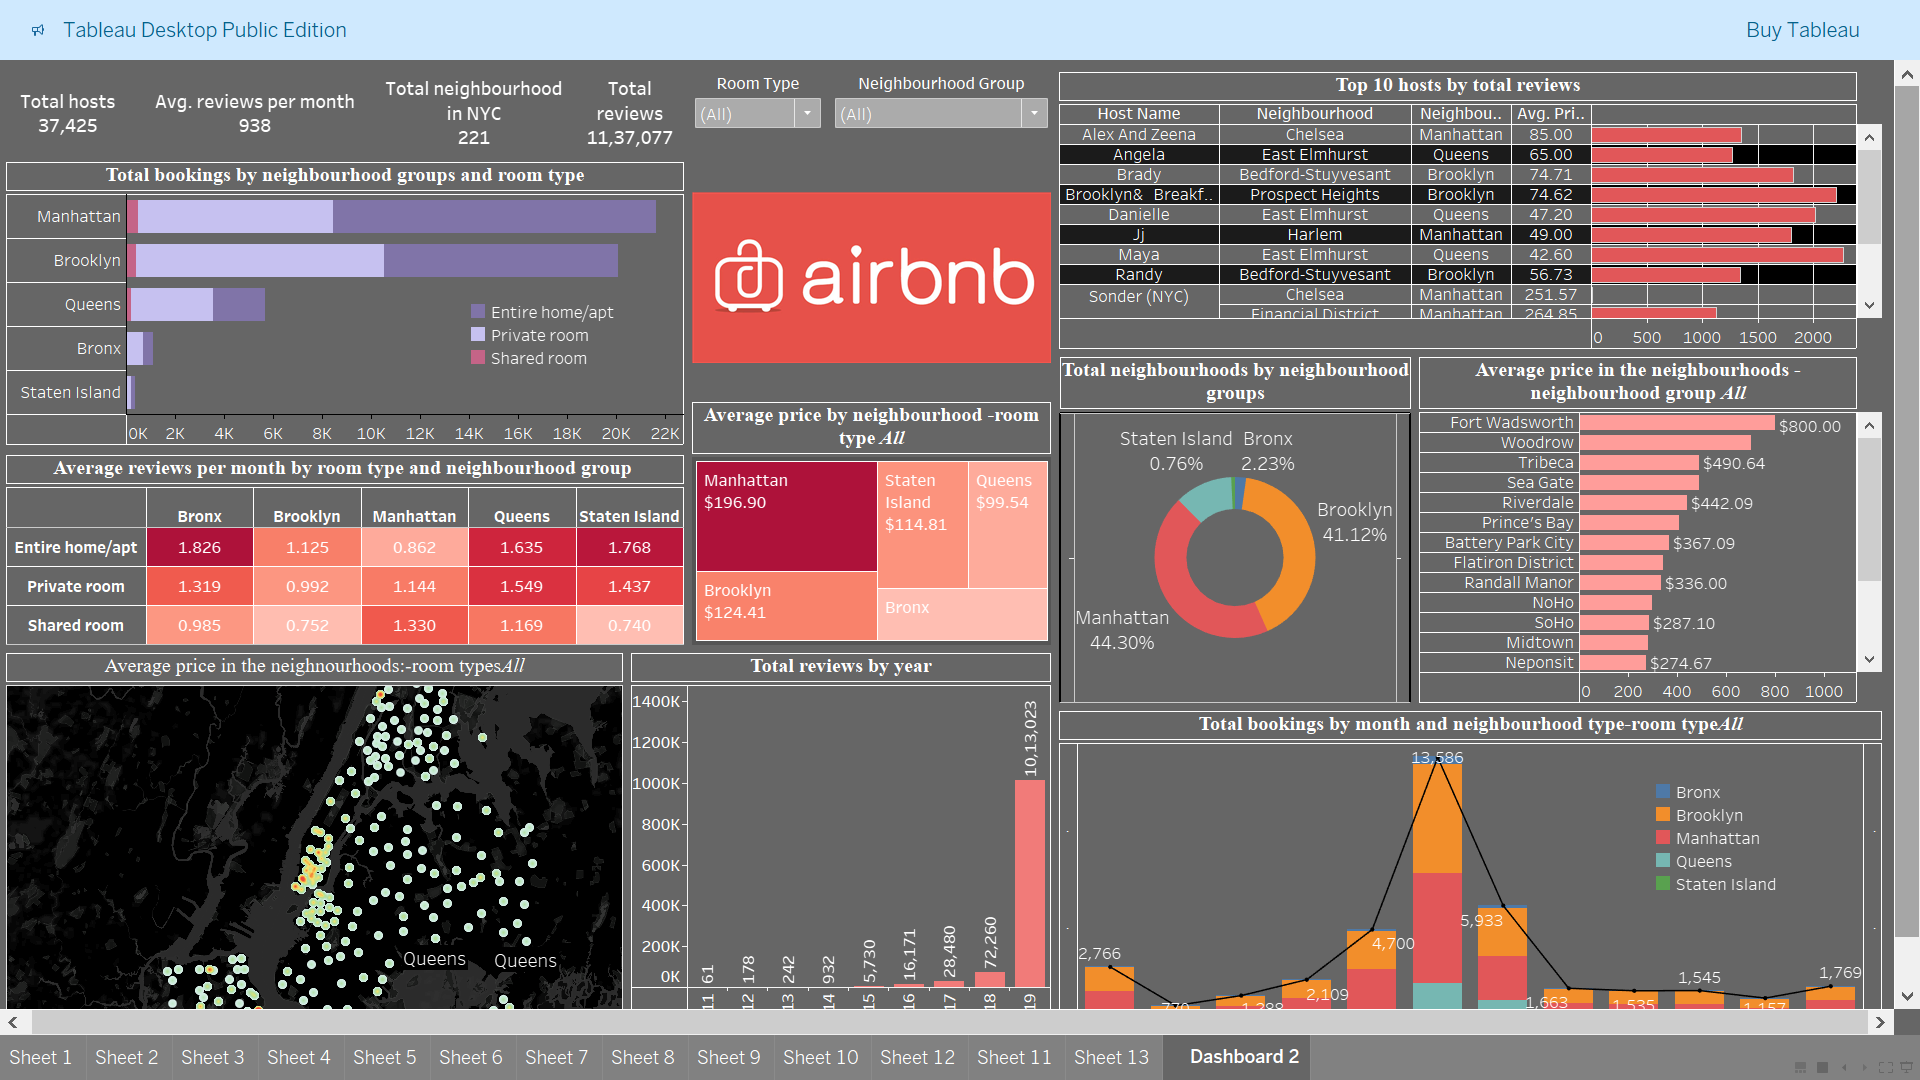 Tableau Desktop Public Edition
Buy Tableau
Total hosts
37,425
Avg. reviews per month
938
Total neighbourhood
in NYC
221
Total
reviews
11,37,077
Room Type
(All)
Neighbourhood Group
(All)
Total bookings by neighbourhood groups and room type
Manhattan
Brooklyn
Queens
Bronx
Staten Island
Entire home/apt
Private room
Shared room
0K 2K 4K 6K 8K 10K 12K 14K 16K 18K 20K 22K
Average reviews per month by room type and neighbourhood group
Bronx Brooklyn Manhattan Queens Staten Island
Entire home/apt 1.826 1.125 0.862 1.635 1.768
Private room 1.319 0.992 1.144 1.549 1.437
Shared room 0.985 0.752 1.330 1.169 0.740
airbnb
Average price by neighbourhood -room
type All
Manhattan
$196.90
Staten
Island
$114.81
Queens
$99.54
Brooklyn
$124.41
Bronx
Top 10 hosts by total reviews
Host Name Neighbourhood Neighbou.. Avg. Pri..
Alex And Zeena Chelsea Manhattan 85.00
Angela East Elmhurst Queens 65.00
Brady Bedford-Stuyvesant Brooklyn 74.71
Brooklyn& Breakf.. Prospect Heights Brooklyn 74.62
Danielle East Elmhurst Queens 47.20
Jj Harlem Manhattan 49.00
Maya East Elmhurst Queens 42.60
Randy Bedford-Stuyvesant Brooklyn 56.73
Sonder (NYC) Chelsea Manhattan 251.57
Financial District Manhattan 264.85
0 500 1000 1500 2000
Total neighbourhoods by neighbourhood
groups
Staten Island
0.76%
Bronx
2.23%
Brooklyn
41.12%
Manhattan
44.30%
Average price in the neighbourhoods -
neighbourhood group All
Fort Wadsworth $800.00
Woodrow
Tribeca $490.64
Sea Gate
Riverdale $442.09
Prince's Bay
Battery Park City $367.09
Flatiron District
Randall Manor $336.00
NoHo
SoHo $287.10
Midtown
Neponsit $274.67
0 200 400 600 800 1000
Average price in the neighnourhoods:-room typesAll
Queens
Queens
Total reviews by year
1400K
1200K
1000K
800K
600K
400K
200K
0K
61
178
242
932
5,730
16,171
28,480
72,260
10,13,023
11 12 13 14 15 16 17 18 19
Total bookings by month and neighbourhood type-room typeAll
2,766
770
1,288
2,109
4,700
13,586
5,933
1,663
1,535
1,545
1,157
1,769
Bronx
Brooklyn
Manhattan
Queens
Staten Island
Sheet 1 Sheet 2 Sheet 3 Sheet 4 Sheet 5 Sheet 6 Sheet 7 Sheet 8 Sheet 9 Sheet 10 Sheet 12 Sheet 11 Sheet 13 Dashboard 2